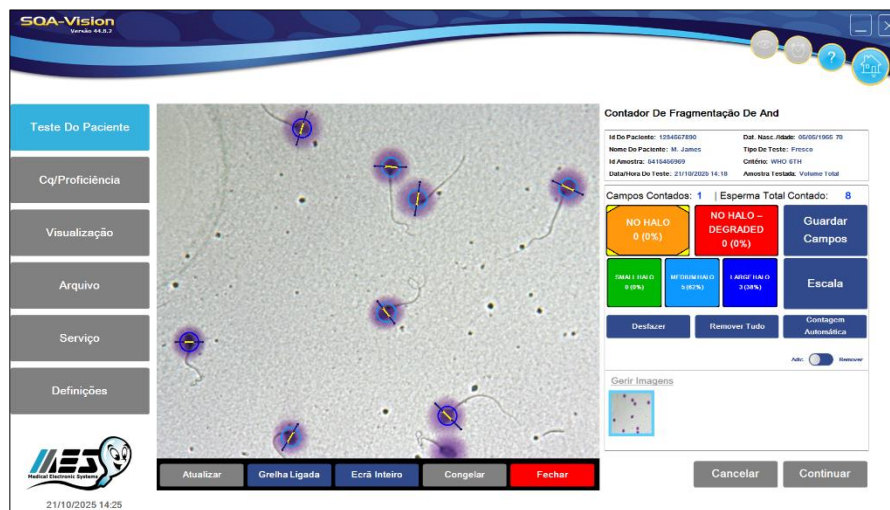 SQA-Vision
Versão 44.8.2
?
Teste Do Paciente
Cq/Proficiência
Visualização
Arquivo
Serviço
Definições
MES
Medical Electronic Systems
21/10/2025 14:25
Atualizar
Grelha Ligada
Ecrã Inteiro
Congelar
Fechar
Contador De Fragmentação De And
Id Do Paciente: 1234567890
Dat. Nasc./Idade: 05/05/1955 70
Nome Do Paciente: M. James
Tipo De Teste: Fresco
Id Amostra: 5415456969
Critério: WHO 6TH
Data/Hora Do Teste: 21/10/2025 14:18
Amostra Testada: Volume Total
Campos Contados: 1 | Esperma Total Contado: 8
NO HALO
0 (0%)
NO HALO –
DEGRADED
0 (0%)
Guardar
Campos
SMALL HALO
0 (0%)
MEDIUM HALO
5 (62%)
LARGE HALO
3 (38%)
Escala
Desfazer
Remover Tudo
Contagem
Automática
Adic Remover
Gerir Imagens
Cancelar
Continuar